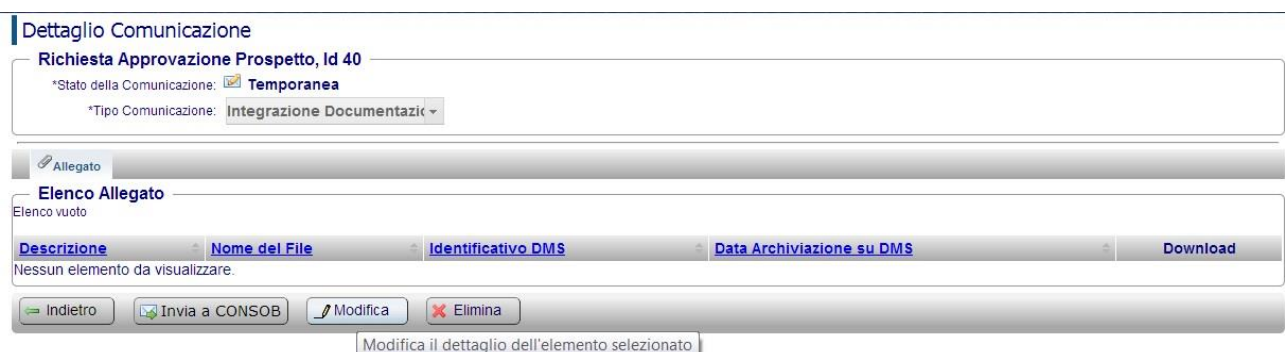 Dettaglio Comunicazione
Richiesta Approvazione Prospetto, Id 40
*Stato della Comunicazione: Temporanea
*Tipo Comunicazione: Integrazione Documentazio
Allegato
Elenco Allegato
Elenco vuoto
Descrizione Nome del File Identificativo DMS Data Archiviazione su DMS Download
Nessun elemento da visualizzare.
Indietro Invia a CONSOB Modifica Elimina
Modifica il dettaglio dell'elemento selezionato